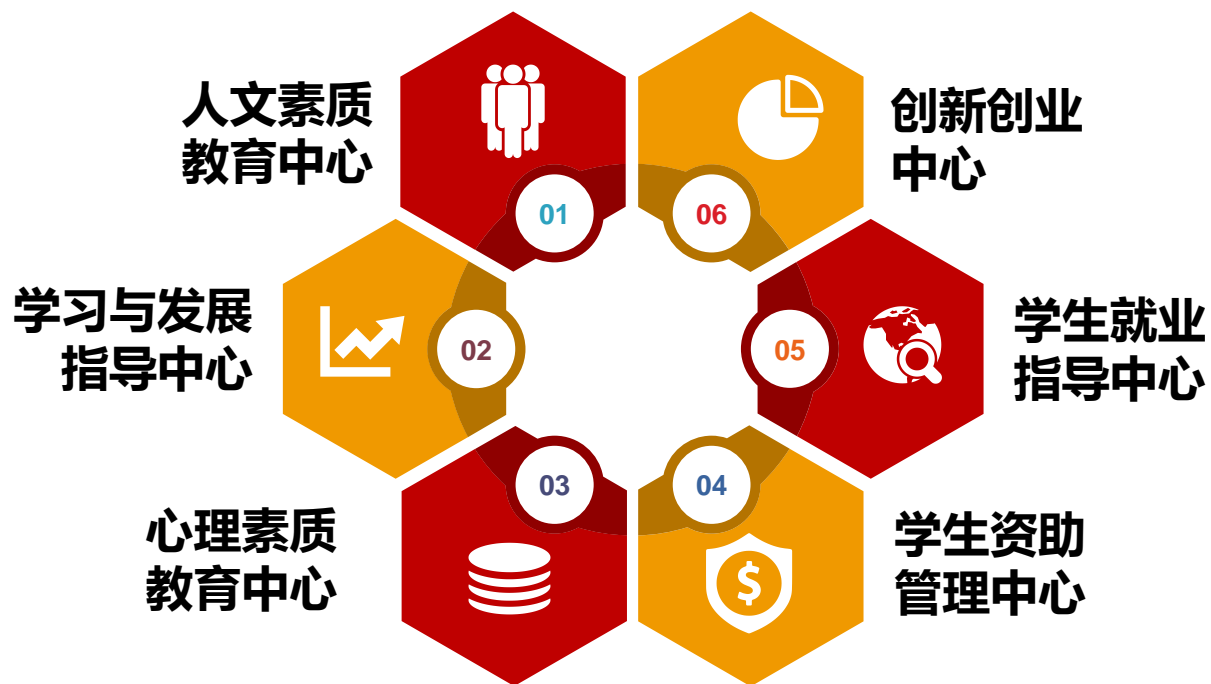 人文素质
教育中心
01
学习与发展
指导中心
02
心理素质
教育中心
03
学生资助
管理中心
04
学生就业
指导中心
05
创新创业
中心
06
$